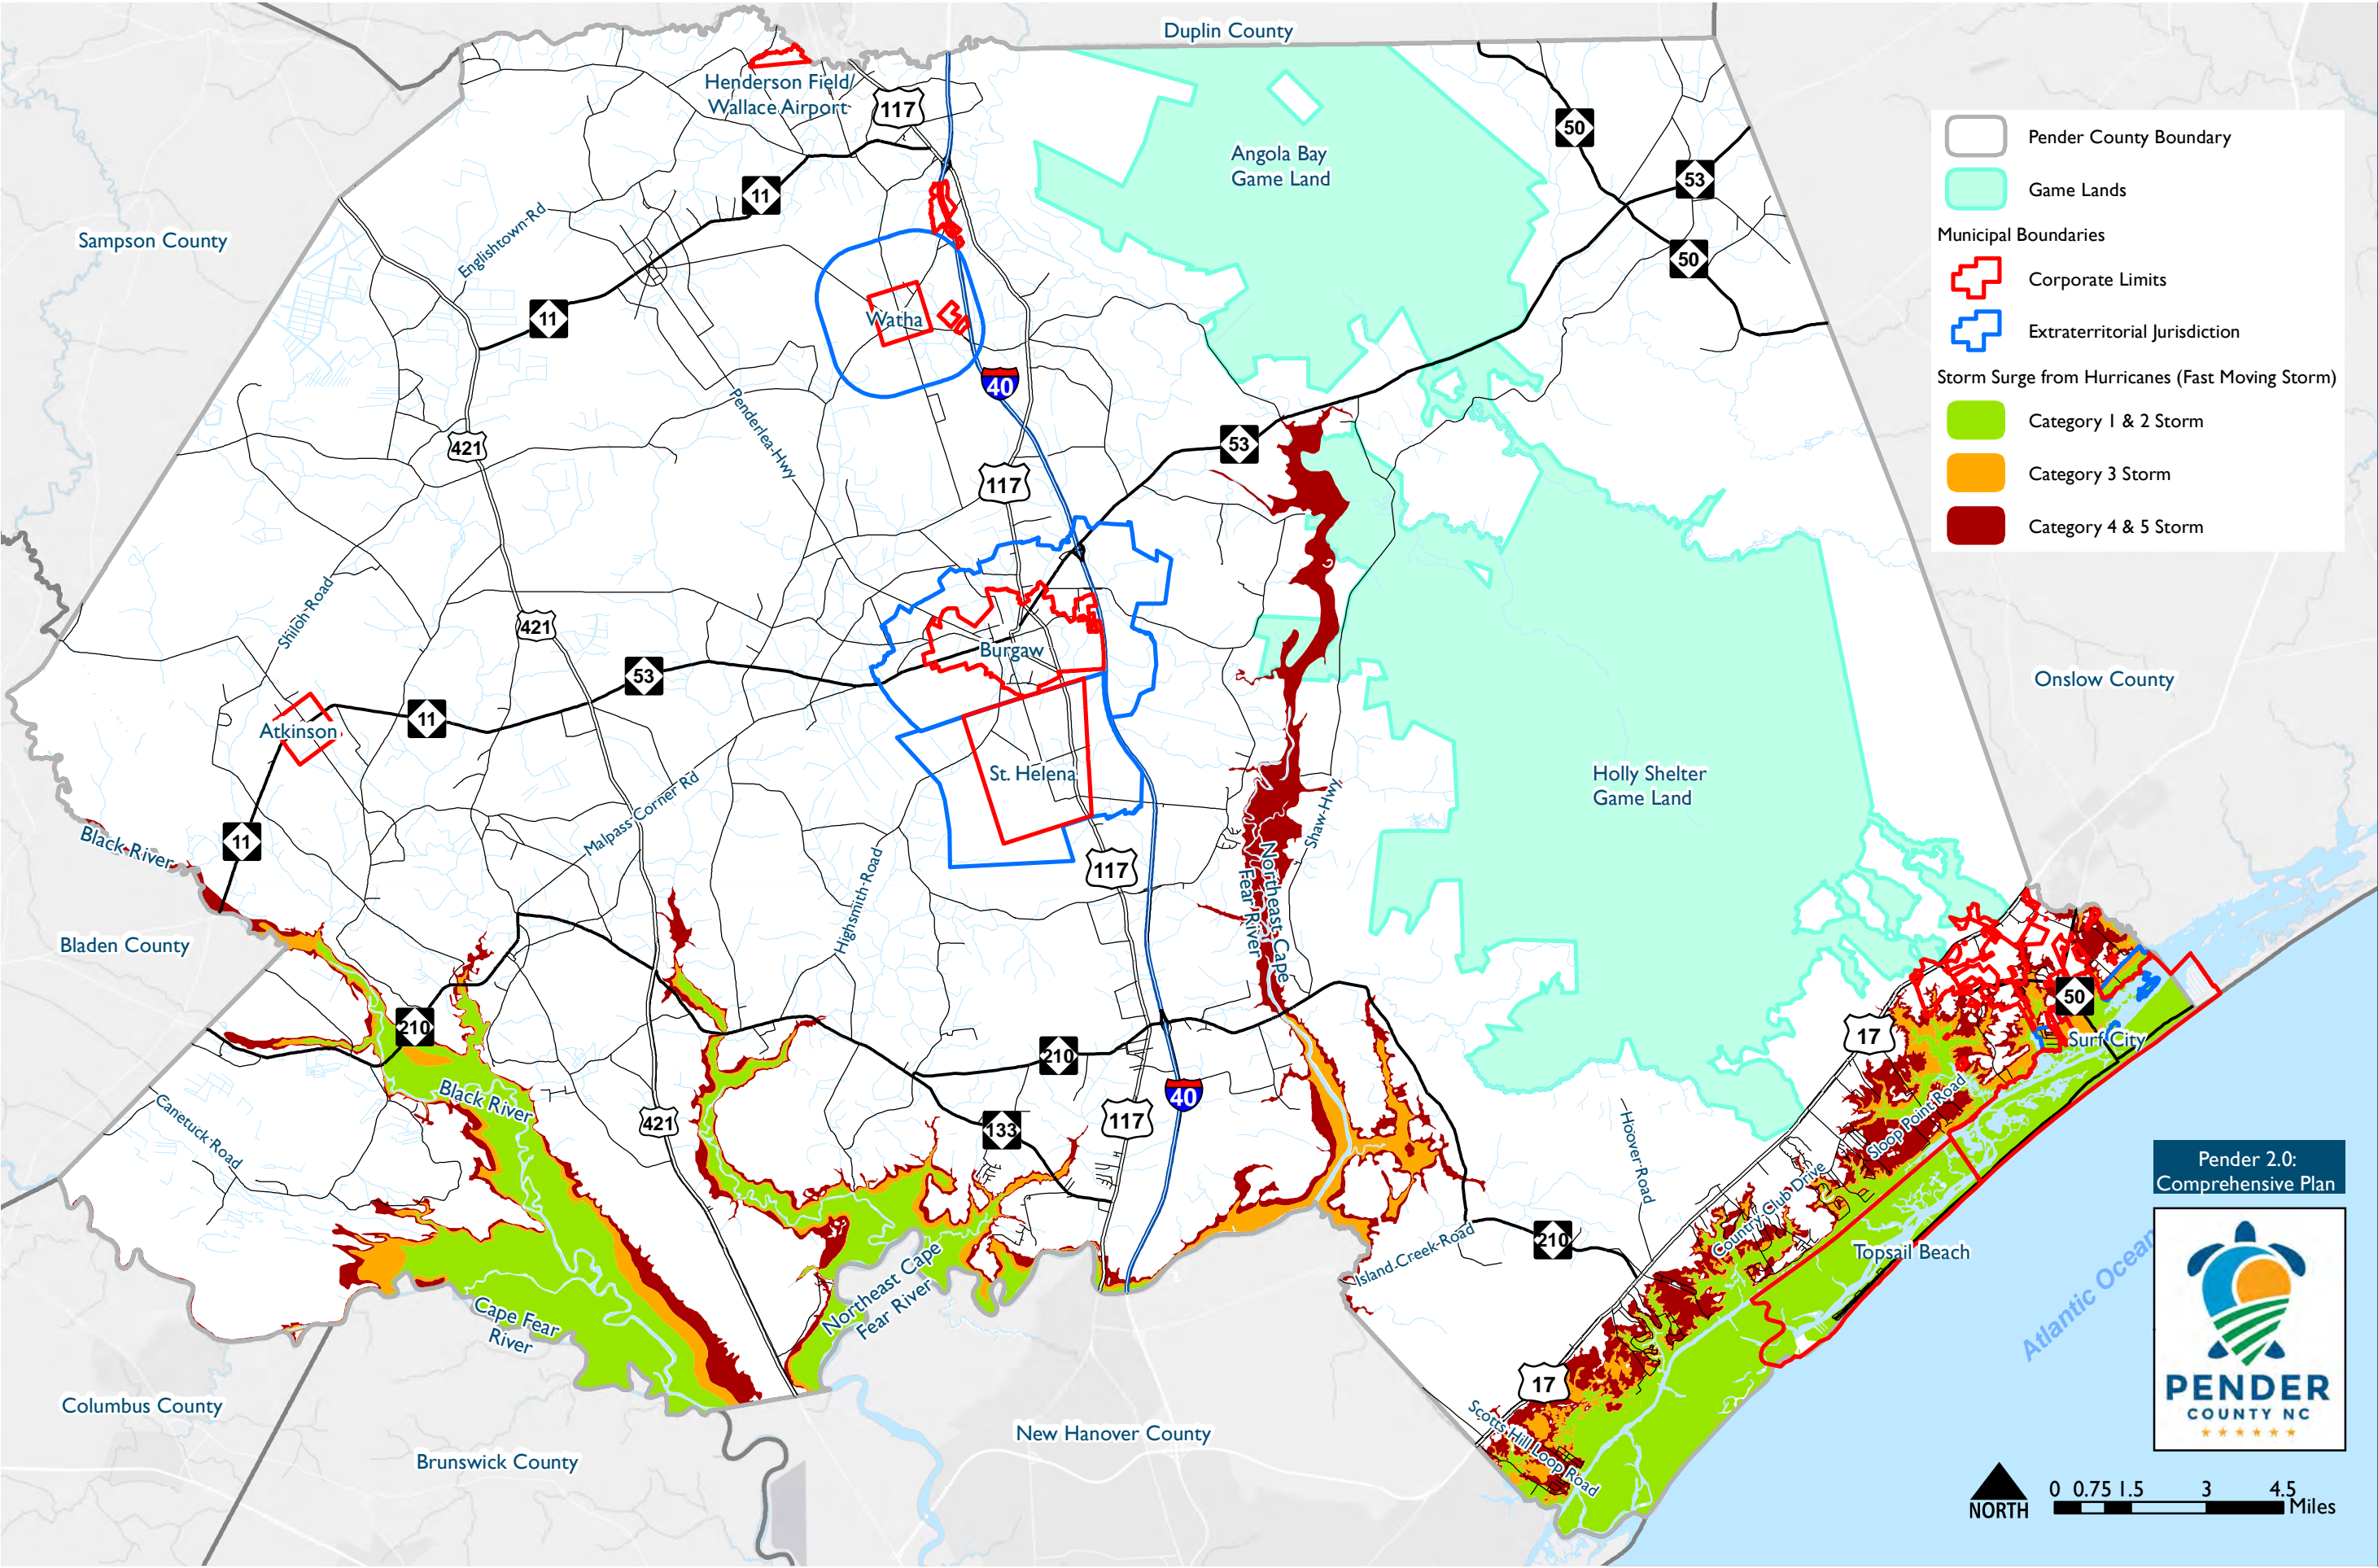 Duplin County
Henderson Field/
Wallace Airport
117
50
Angola Bay
Game Land
53
11
Englishtown-Rd
Sampson County
50
11
Watha
40
Penderlea-Hwy
421
53
117
Shiloh-Road
421
Burgaw
53
11
Atkinson
St. Helena
Holly Shelter
Game Land
Onslow County
Malpass-Corner Rd
Shaw-Hwy
11
Black River
117
Highsmith-Road
Northeast Cape
Fear River
Bladen County
50
210
17
Surf City
210
40
Black River
421
117
133
Canetuck Road
Hoover-Road
Sloop Point Road
Country-Club Drive
210
Island-Creek-Road
Topsail Beach
Northeast Cape
Fear River
Cape Fear
River
Atlantic Ocean
17
Scotts Hill Loop Road
Columbus County
Brunswick County
New Hanover County
Pender County Boundary
Game Lands
Municipal Boundaries
Corporate Limits
Extraterritorial Jurisdiction
Storm Surge from Hurricanes (Fast Moving Storm)
Category 1 & 2 Storm
Category 3 Storm
Category 4 & 5 Storm
Pender 2.0:
Comprehensive Plan
PENDER
COUNTY NC
NORTH
0 0.75 1.5 3 4.5
Miles